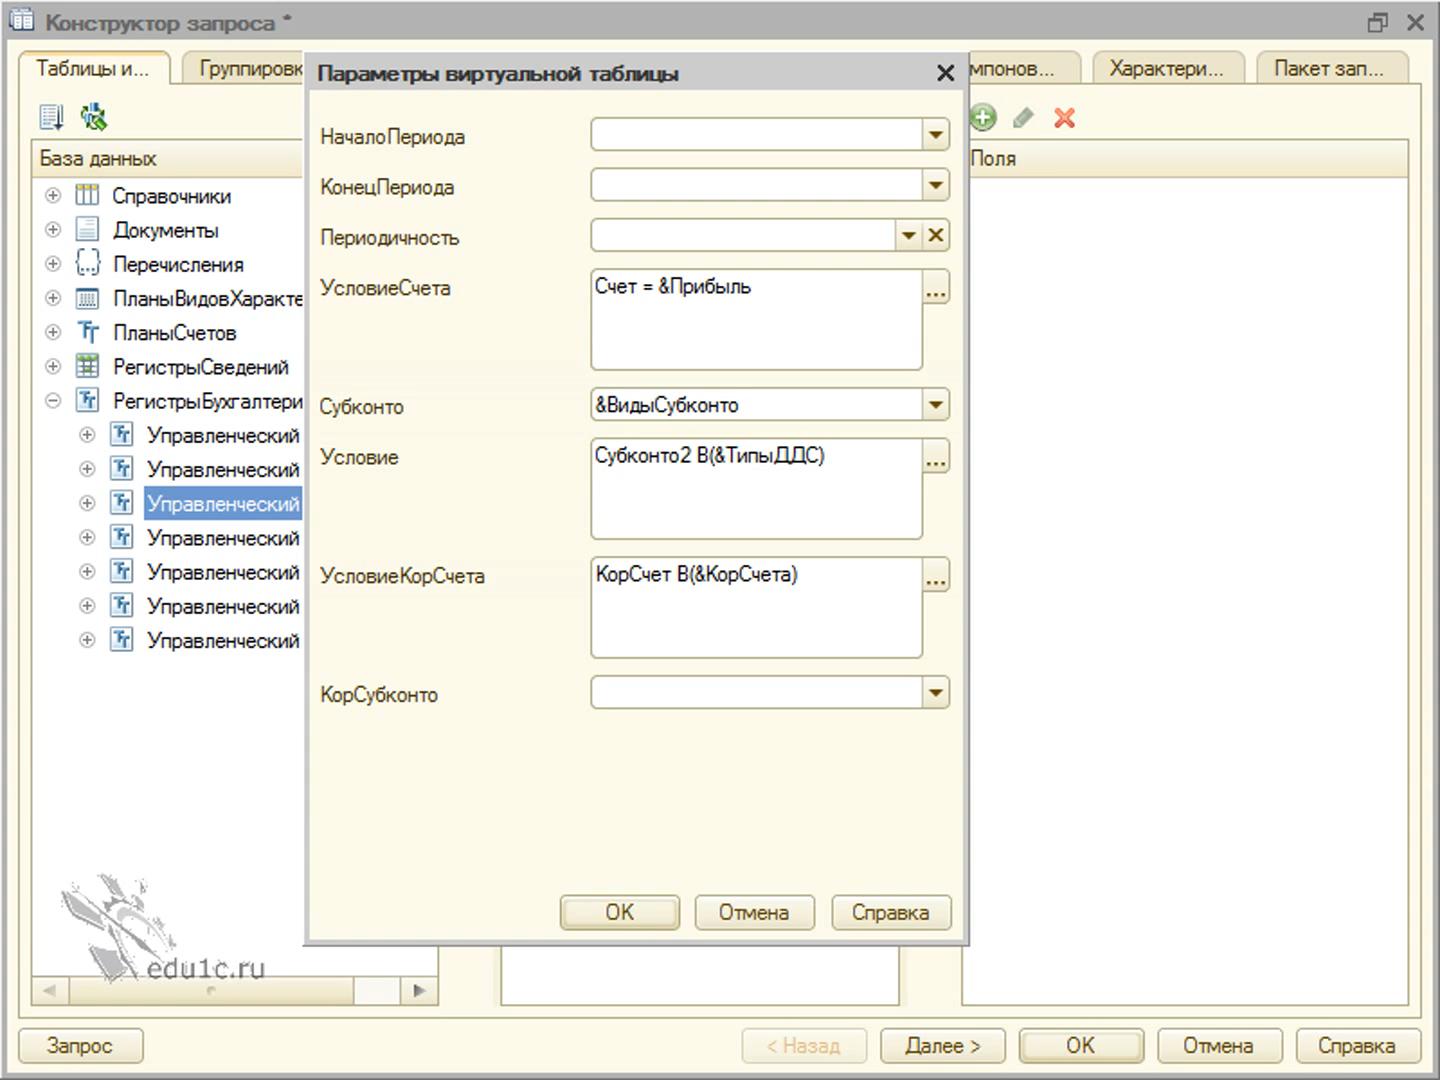 Конструктор запроса *
Таблицы и...
Группировк
Параметры виртуальной таблицы
мпонов...
Характери...
Пакет зап...
База данных
Поля
Справочники
Документы
Перечисления
ПланыВидовХаракте
ПланыСчетов
РегистрыСведений
РегистрыБухгалтери
Управленческий
Управленческий
Управленческий
Управленческий
Управленческий
Управленческий
Управленческий
НачалоПериода
КонецПериода
Периодичность
УсловиеСчета
Счет = &Прибыль
...
Субконто
&ВидыСубконто
Условие
Субконто2 В(&ТипыДДС)
...
УсловиеКорСчета
КорСчет В(&КорСчета)
...
КорСубконто
OK
Отмена
Справка
edu1c.ru
Запрос
< Назад
Далее >
OK
Отмена
Справка